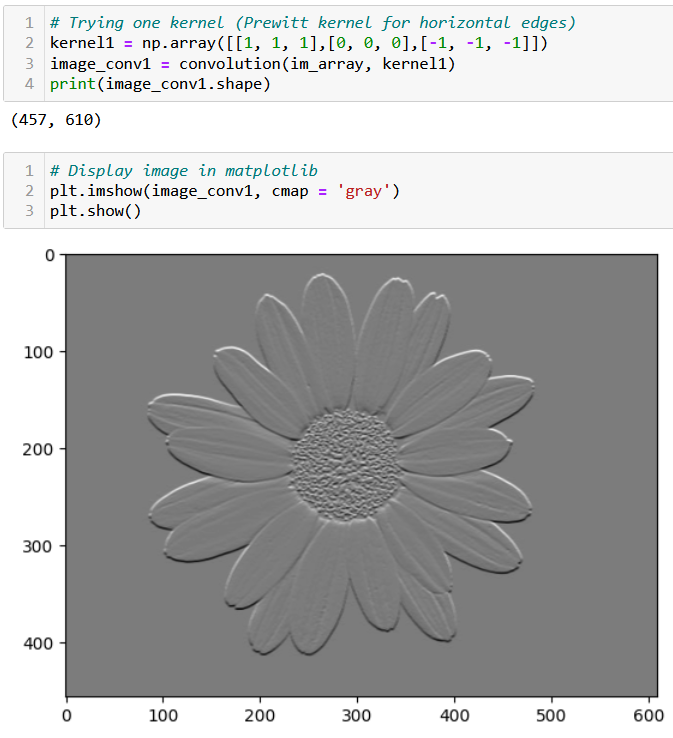 1 # Trying one kernel (Prewitt kernel for horizontal edges)
2 kernel1 = np.array([[1, 1, 1],[0, 0, 0],[-1, -1, -1]])
3 image_conv1 = convolution(im_array, kernel1)
4 print(image_conv1.shape)
(457, 610)
1 # Display image in matplotlib
2 plt.imshow(image_conv1, cmap = 'gray')
3 plt.show()
0
100
200
300
400
0 100 200 300 400 500 600